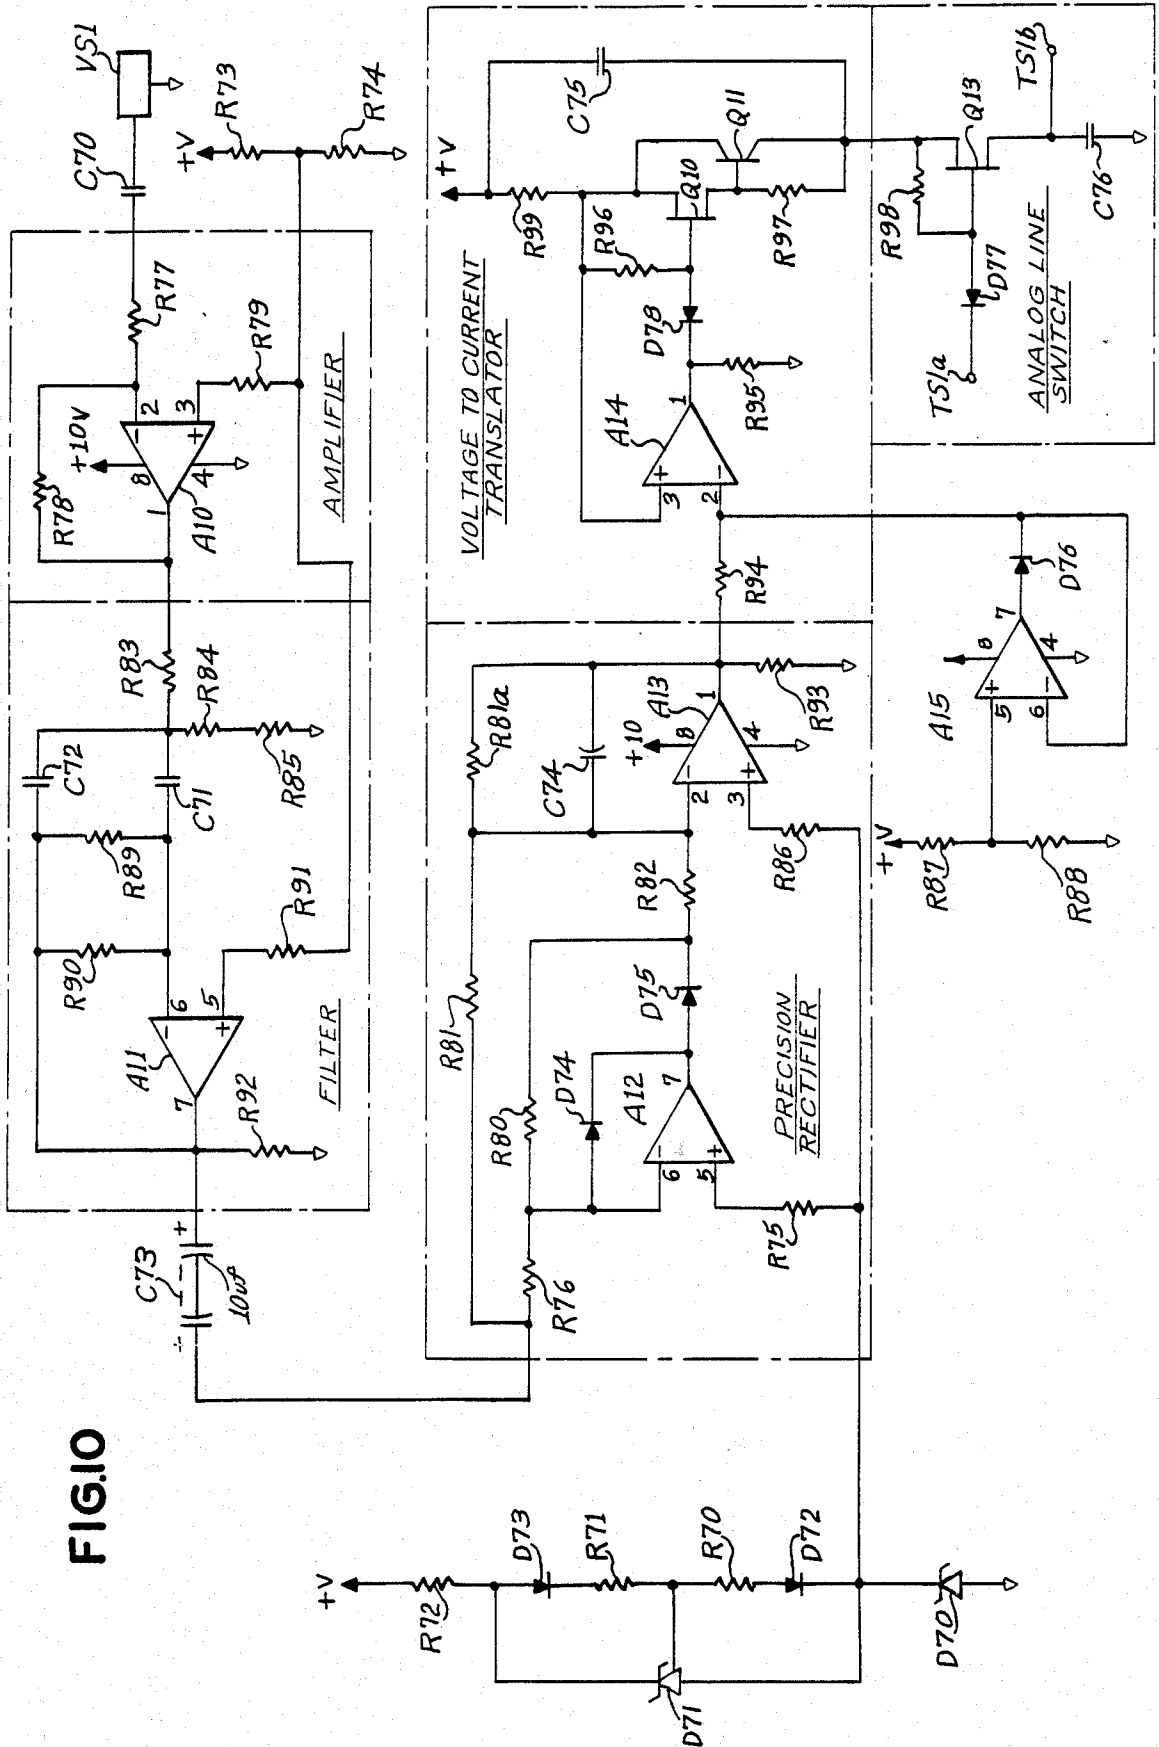 FIG.10
VS1
C70
+V
R73
R74
R77
R78
+10V
8
2
3
4
1
A10
R79
AMPLIFIER
R83
R84
R85
C72
C71
R89
R90
R91
6
5
7
A11
R92
FILTER
+
C73
10uf
+V
R99
C75
R96
Q10
Q11
R97
VOLTAGE TO CURRENT
TRANSLATOR
D78
R95
A14
1
3
2
R94
R98
Q13
TS1b
C76
D77
TS1a
ANALOG LINE
SWITCH
R81a
C74
+10
8
A13
1
4
2
3
R93
R86
R82
R81
R80
D74
D75
A12
7
6
5
R75
R76
PRECISION
RECTIFIER
A15
8
7
4
5
6
D76
+V
R87
R88
+V
R72
D73
R71
R70
D72
D71
D70